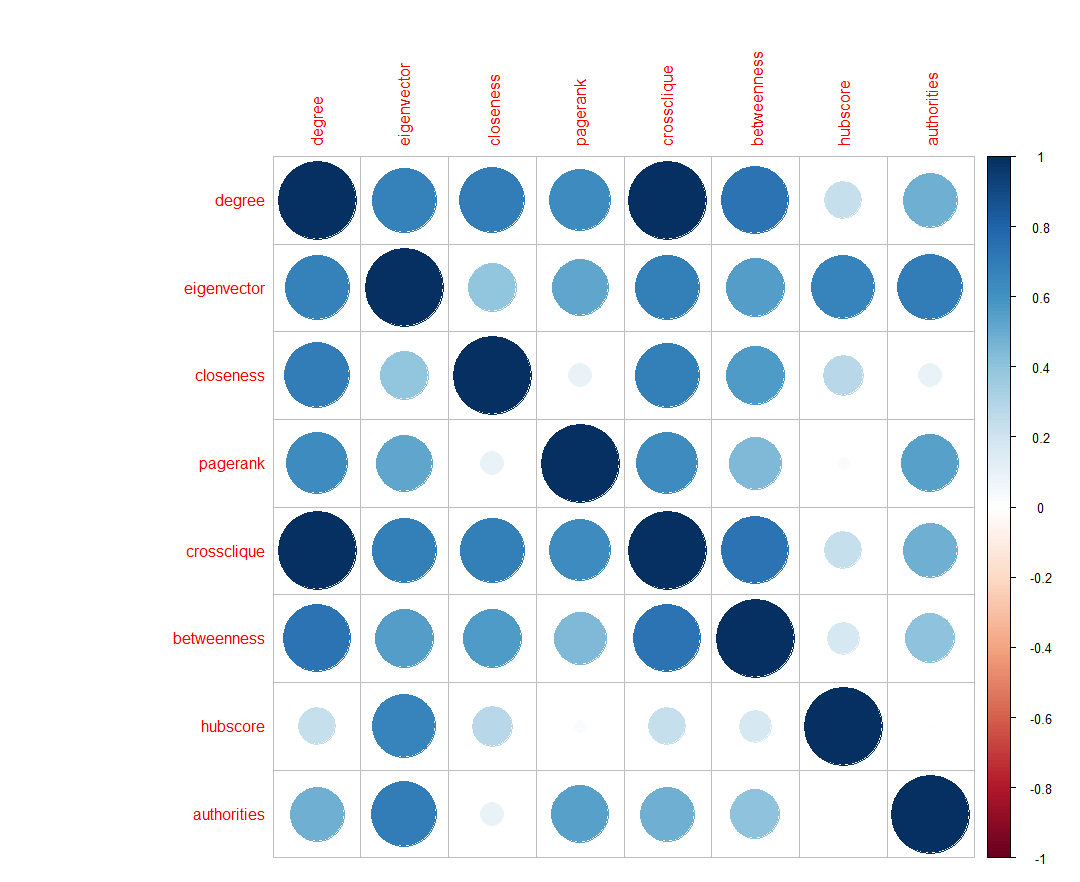 degree
eigenvector
closeness
pagerank
crossclique
betweenness
hubscore
authorities
degree
eigenvector
closeness
pagerank
crossclique
betweenness
hubscore
authorities
1
0.8
0.6
0.4
0.2
0
-0.2
-0.4
-0.6
-0.8
-1